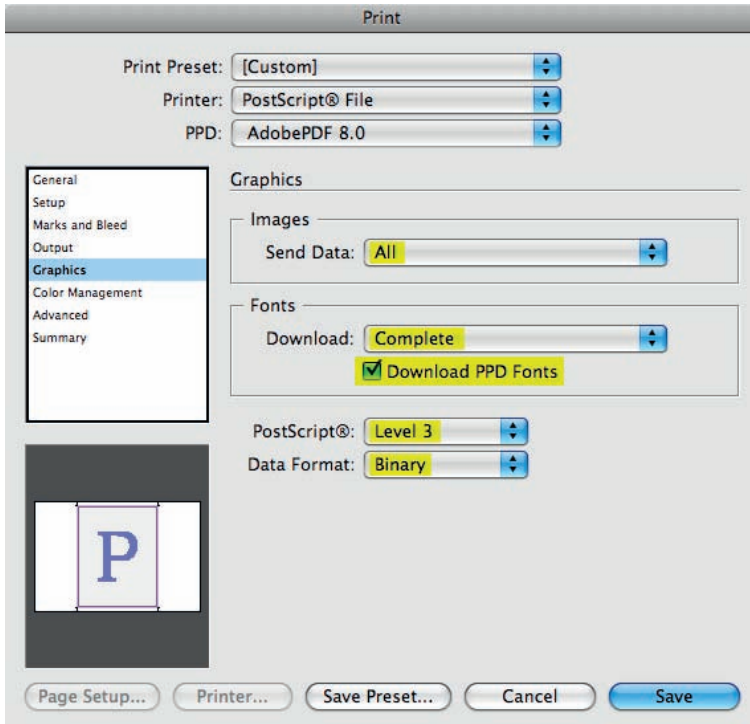 Print
Print Preset: [Custom]
Printer: PostScript® File
PPD: AdobePDF 8.0
General
Setup
Marks and Bleed
Output
Graphics
Color Management
Advanced
Summary
Graphics
Images
Send Data: All
Fonts
Download: Complete
Download PPD Fonts
PostScript®: Level 3
Data Format: Binary
P
Page Setup... Printer... Save Preset... Cancel Save